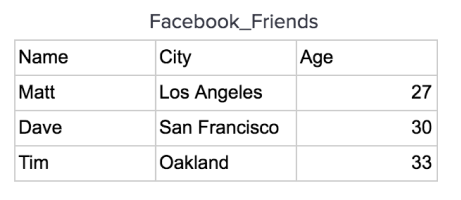 Facebook_Friends
Name City Age
Matt Los Angeles 27
Dave San Francisco 30
Tim Oakland 33